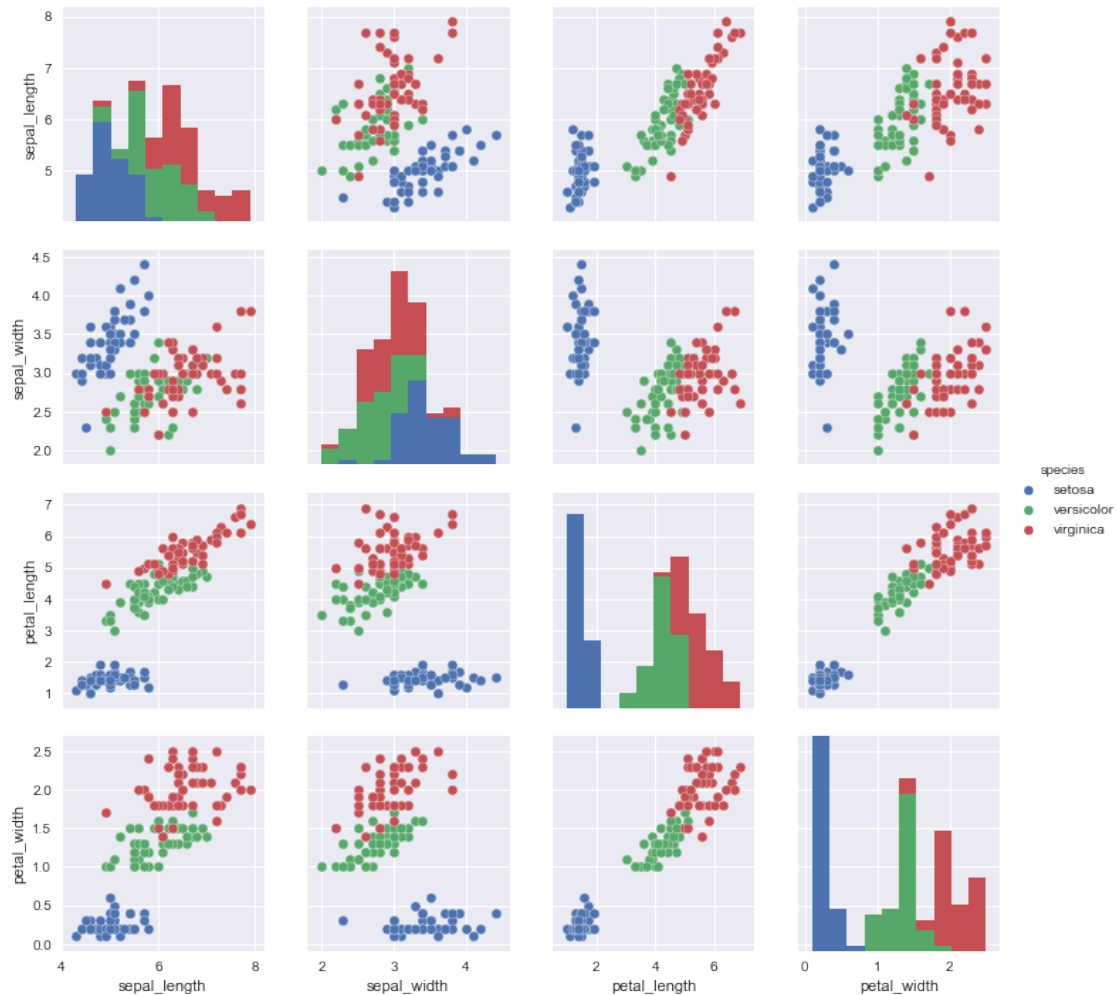 8
7
6
5
sepal_length
4.5
4.0
3.5
3.0
2.5
2.0
sepal_width
species
setosa
versicolor
virginica
7
6
5
4
3
2
1
petal_length
2.5
2.0
1.5
1.0
0.5
0.0
petal_width
4 6 8 2 3 4 2 4 6 0 1 2
sepal_length sepal_width petal_length petal_width